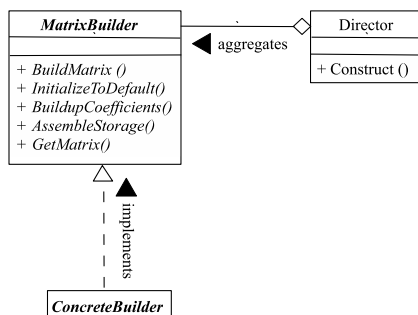 MatrixBuilder
+ BuildMatrix ()
+ InitializeToDefault()
+ BuildupCoefficients()
+ AssembleStorage()
+ GetMatrix()
aggregates
Director
+ Construct ()
implements
ConcreteBuilder